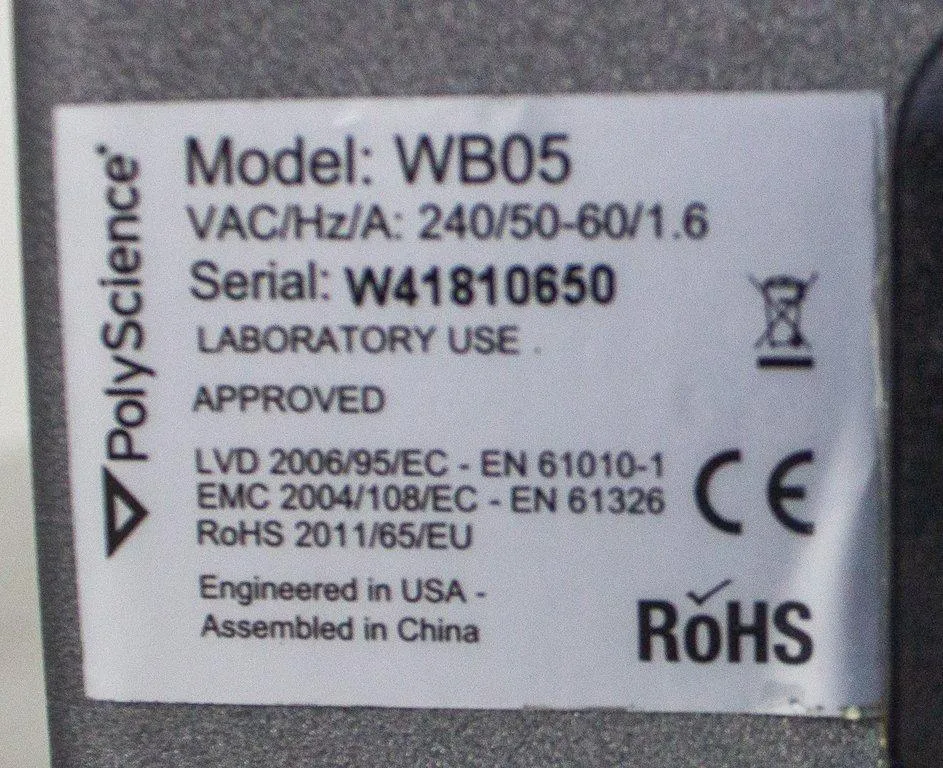 PolyScience
Model: WB05
VAC/Hz/A: 240/50-60/1.6
Serial: W41810650
LABORATORY USE .
APPROVED
LVD 2006/95/EC - EN 61010-1
EMC 2004/108/EC - EN 61326
RoHS 2011/65/EU
CE
Engineered in USA -
Assembled in China
RoHS